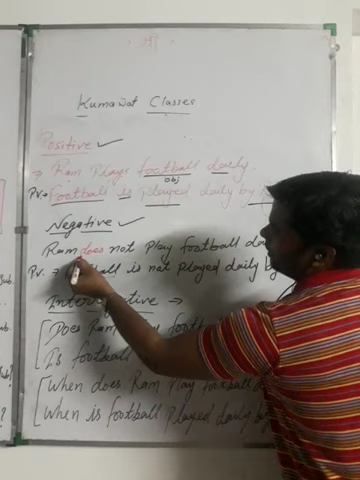 Kumawat Classes
Positive
→ Ram Plays football daily.
Obj
PV.→ Football is played daily by
Negative
Ram does not play football
PV. → is not played daily by
Interrogative →
Does Ram
Is football
When does Ram Play football
When is football Played daily by